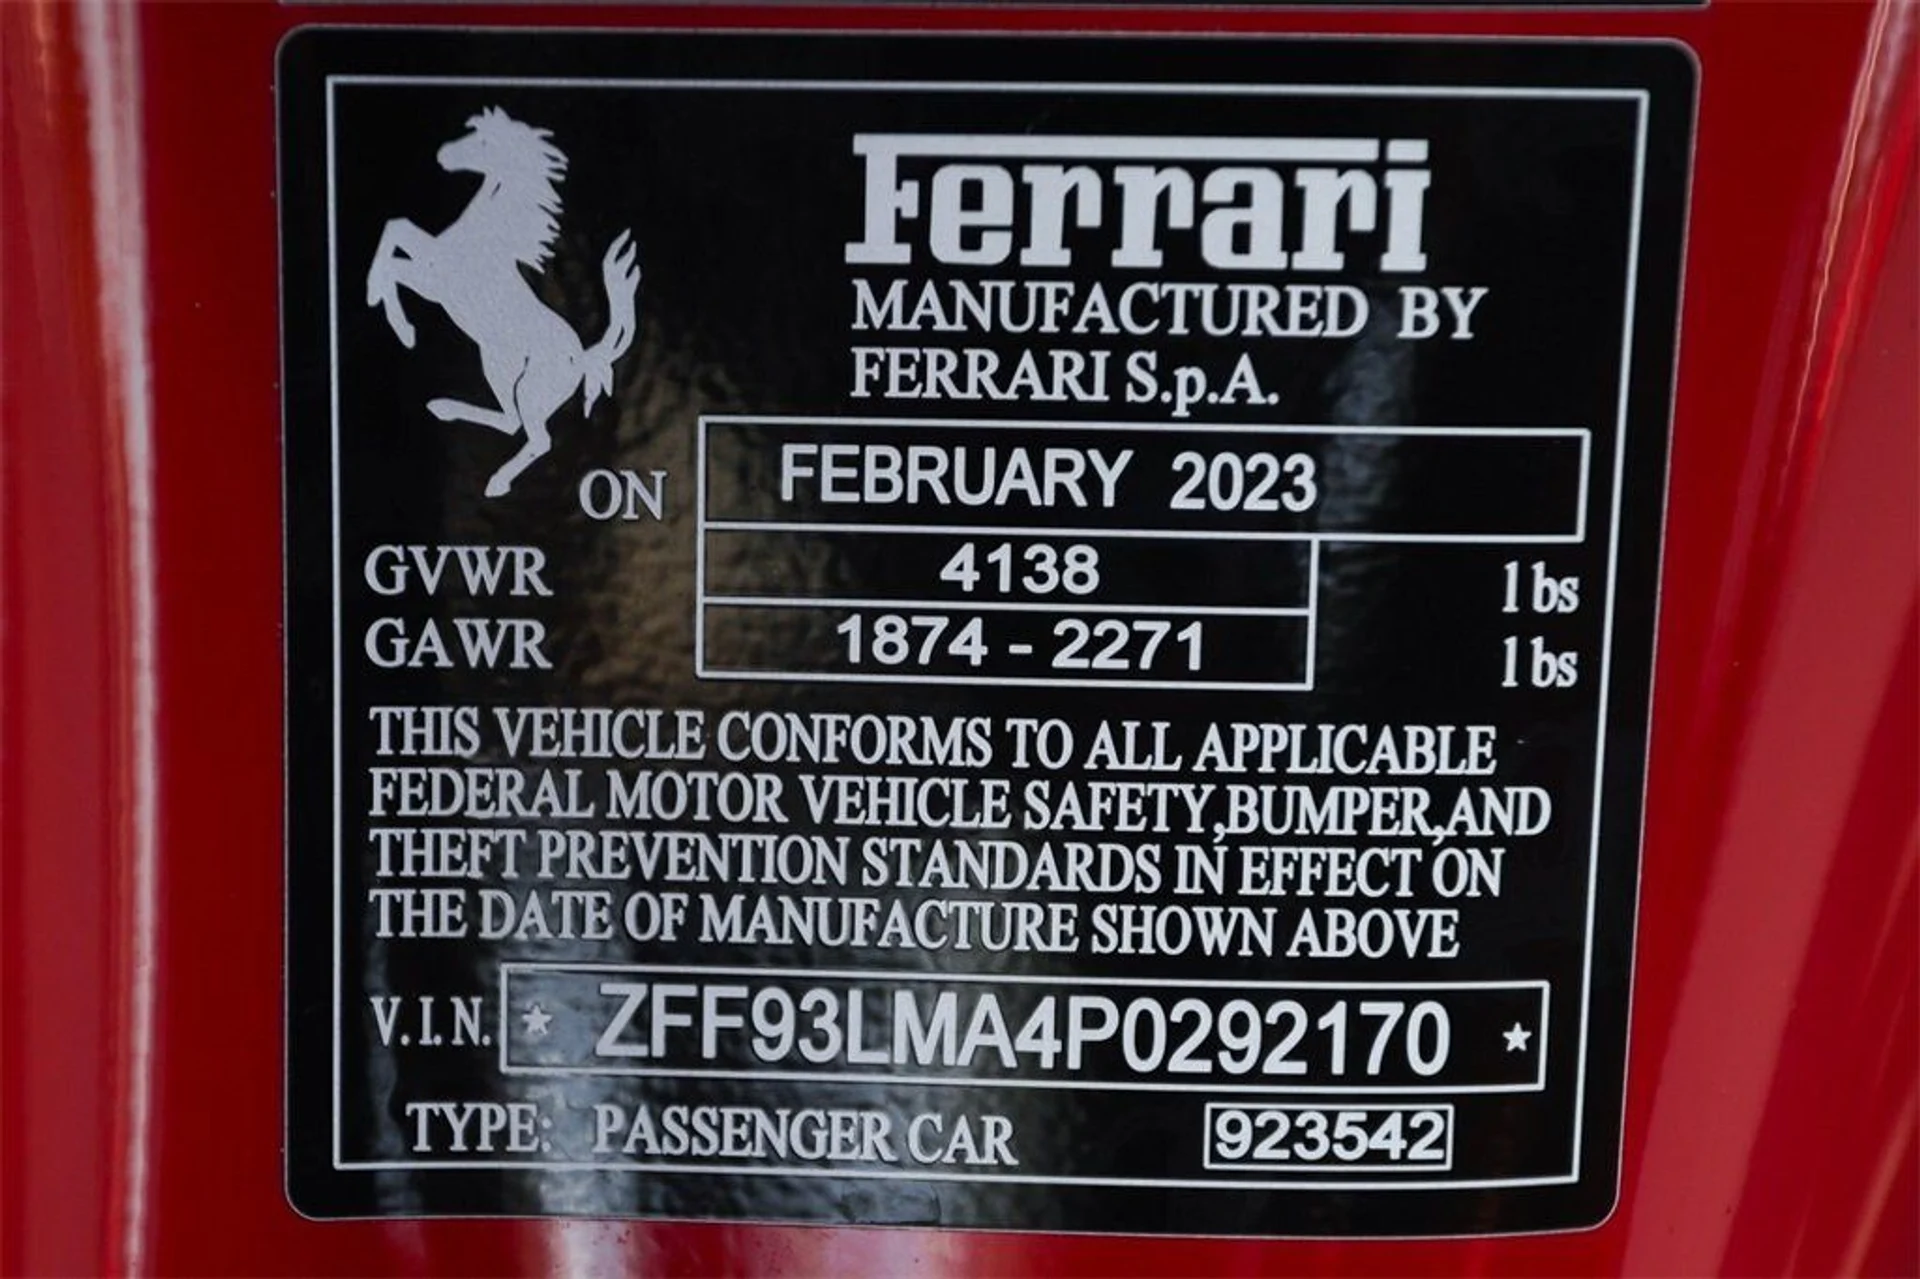 Ferrari
MANUFACTURED BY
FERRARI S.p.A.
ON FEBRUARY 2023
GVWR 4138 lbs
GAWR 1874 - 2271 lbs
THIS VEHICLE CONFORMS TO ALL APPLICABLE
FEDERAL MOTOR VEHICLE SAFETY,BUMPER,AND
THEFT PREVENTION STANDARDS IN EFFECT ON
THE DATE OF MANUFACTURE SHOWN ABOVE
V.I.N. * ZFF93LMA4P0292170 *
TYPE: PASSENGER CAR 923542